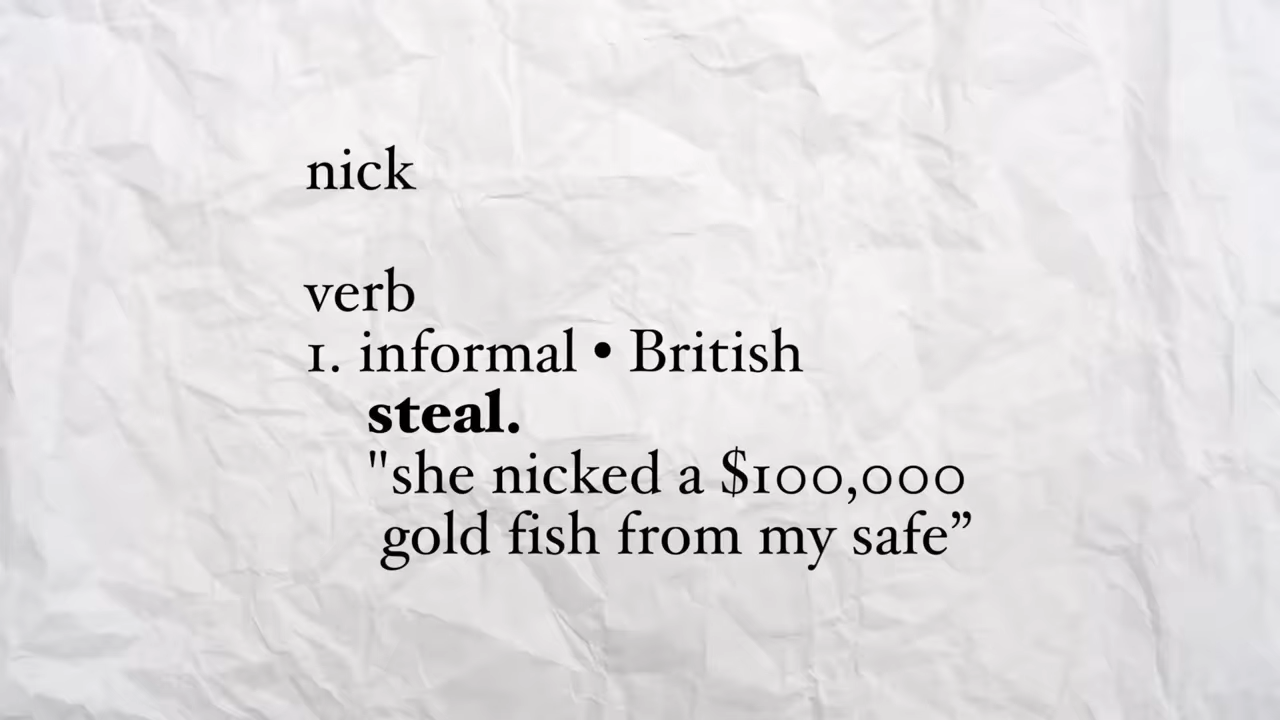 nick
verb
1. informal • British
steal.
"she nicked a $100,000
gold fish from my safe”